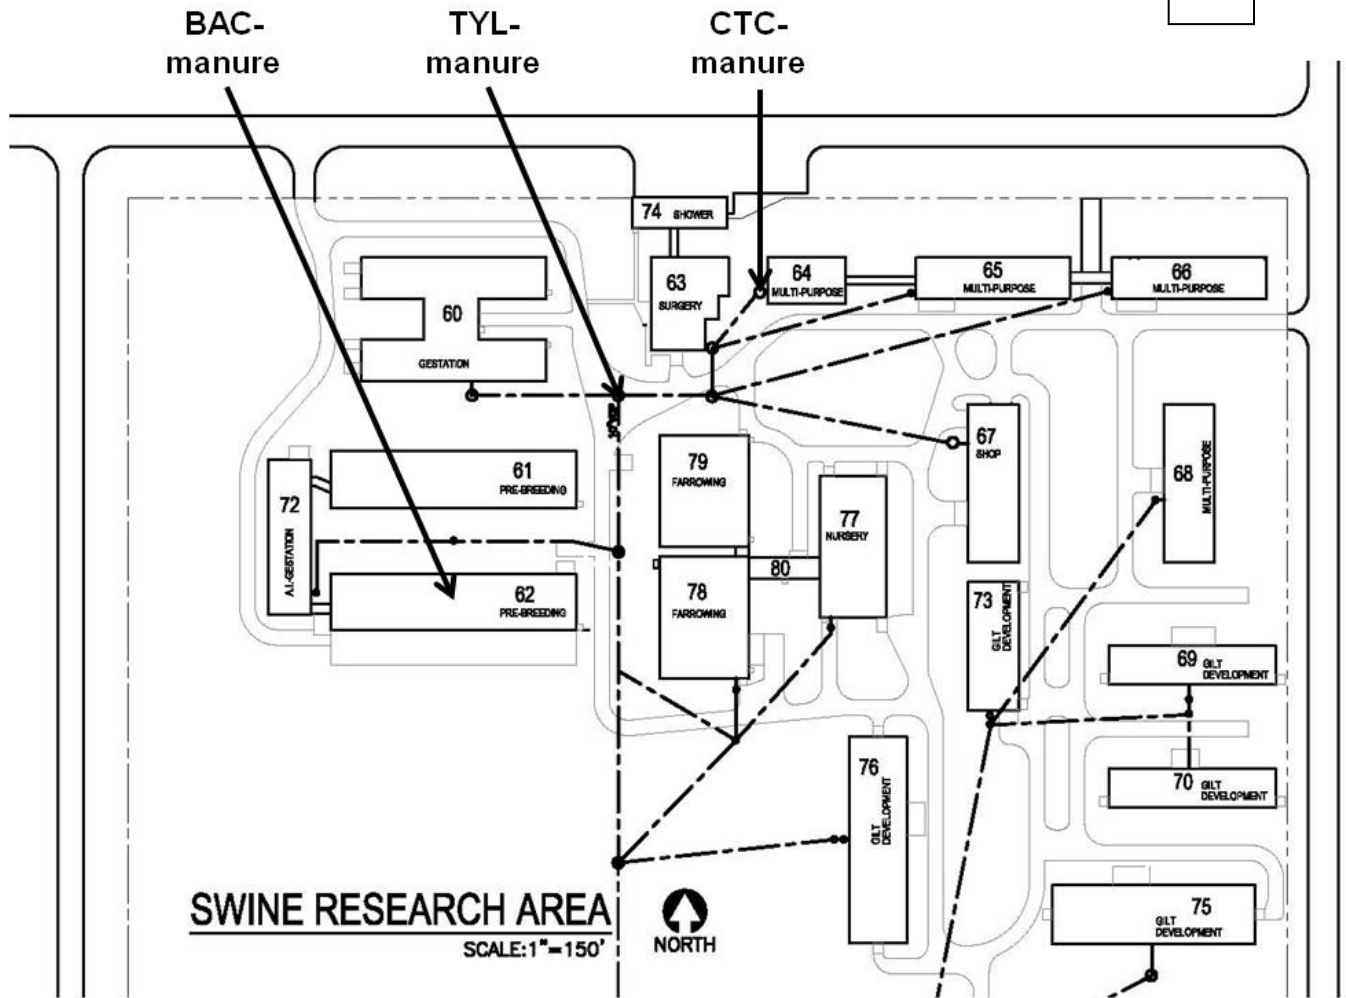 BAC-
manure
TYL-
manure
CTC-
manure
74 SHOWER
63
SURGERY
64
MULTI-PURPOSE
65
MULTI-PURPOSE
66
MULTI-PURPOSE
60
GESTATION
61
PRE-BREEDING
62
PRE-BREEDING
72
A.I.-GESTATION
79
FARROWING
78
FARROWING
80
77
NURSERY
67
SHOP
68
MULTI-PURPOSE
73
GILT
DEVELOPMENT
69 GILT
DEVELOPMENT
70 GILT
DEVELOPMENT
76
GILT
DEVELOPMENT
75
GILT
DEVELOPMENT
SWINE RESEARCH AREA
SCALE:1"=150'
NORTH